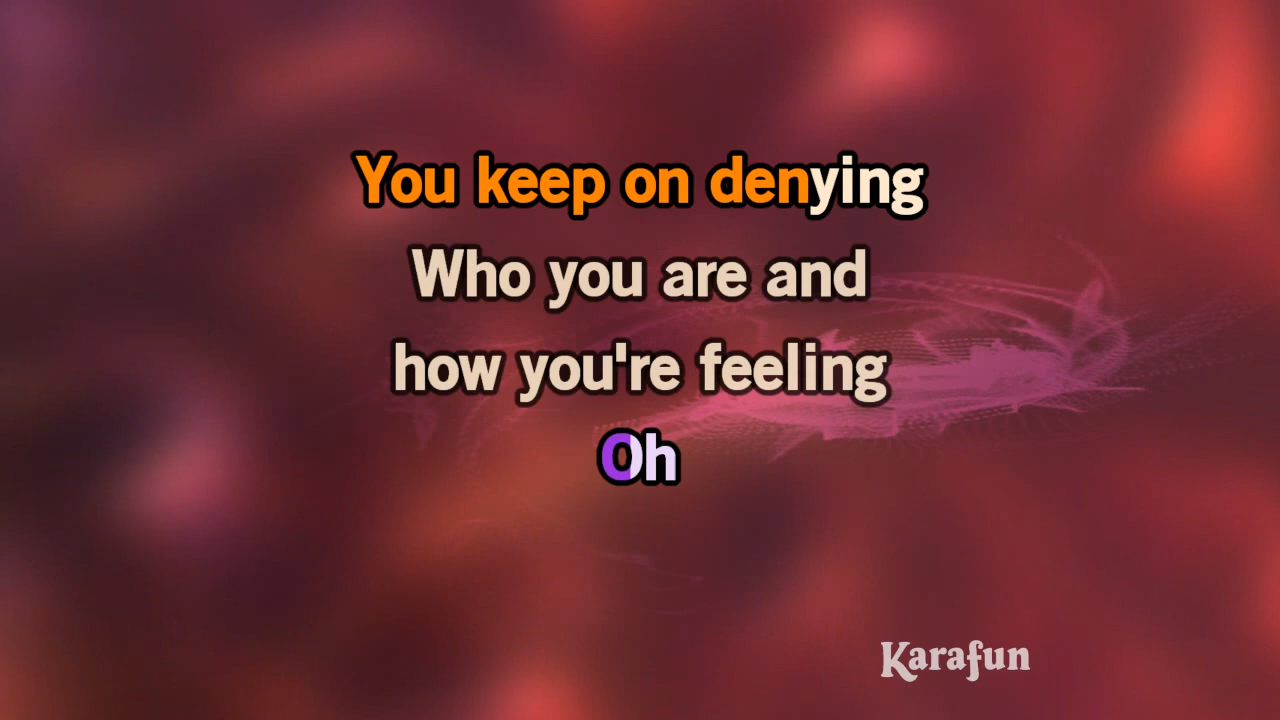 You keep on denying
Who you are and
how you're feeling
Oh
Karafun